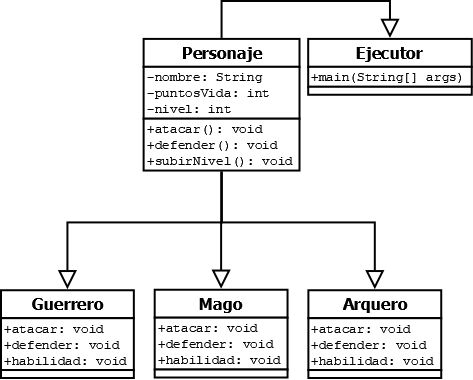 Personaje
-nombre: String
-puntosVida: int
-nivel: int
+atacar(): void
+defender(): void
+subirNivel(): void
Ejecutor
+main(String[] args)
Guerrero
+atacar: void
+defender: void
+habilidad: void
Mago
+atacar: void
+defender: void
+habilidad: void
Arquero
+atacar: void
+defender: void
+habilidad: void